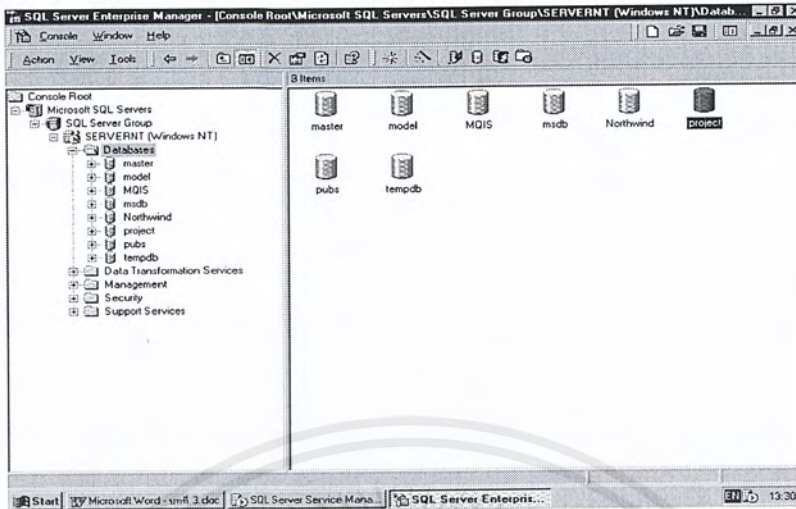 SQL Server Enterprise Manager - [Console Root\Microsoft SQL Servers\SQL Server Group\SERVERNT (Windows NT)\Datab...
Console Window Help
Action View Tools
8 Items
Console Root
Microsoft SQL Servers
SQL Server Group
SERVERNT (Windows NT)
Databases
master
model
MQIS
msdb
Northwind
project
pubs
tempdb
Data Transformation Services
Management
Security
Support Services
master model MQIS msdb Northwind project
pubs tempdb
Start Microsoft Word - บทที่ 3.doc SQL Server Service Mana... SQL Server Enterpris... EN 13:30